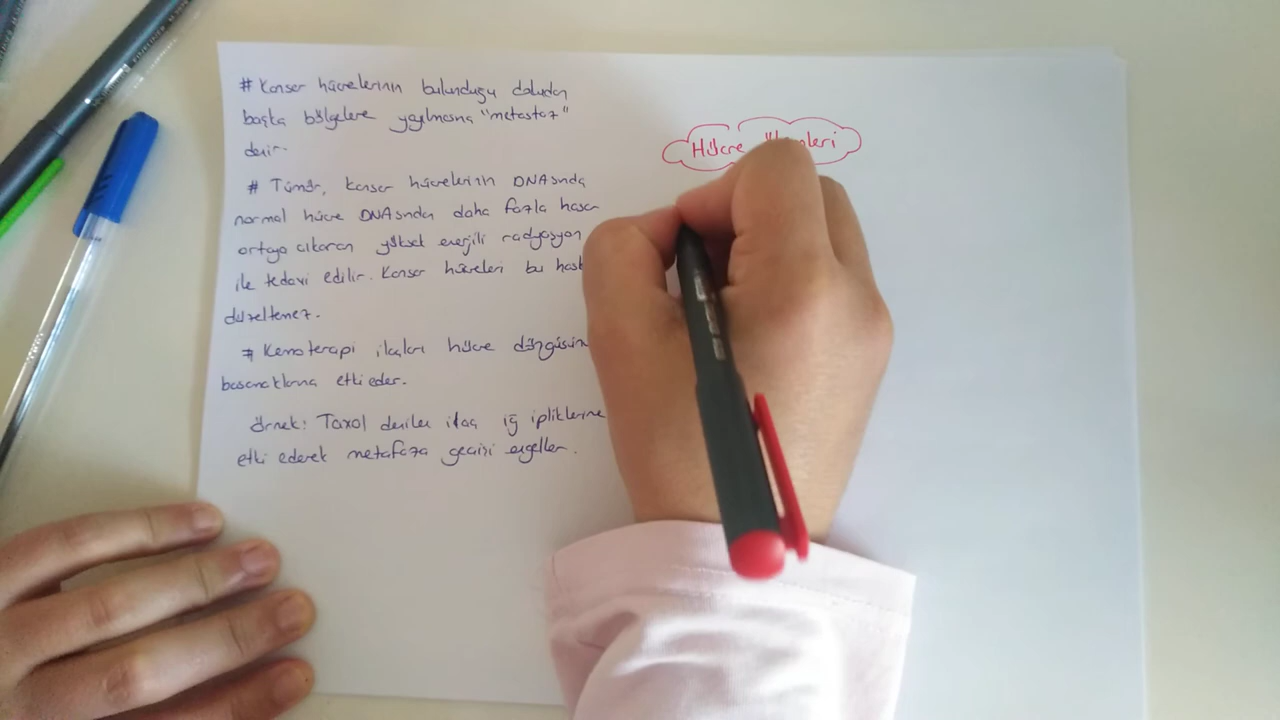 # Kanser hücrelerinin bulunduğu dokudan
başka bölgelere yayılmasına "metastaz"
denir.
# Tümör, kanser hücrelerinin DNAsında
normal hücre DNAsından daha fazla hasar
ortaya çıkaran yüksek enerjili radyasyon
ile tedavi edilir. Kanser hücreleri bu
düzeltemez.
# Kemoterapi ilaçları hücre
basamaklarına etki eder.
Örnek: Taxol denilen ilaç iğ ipliklerine
etki ederek metafaza geçişi engeller.
Hücre